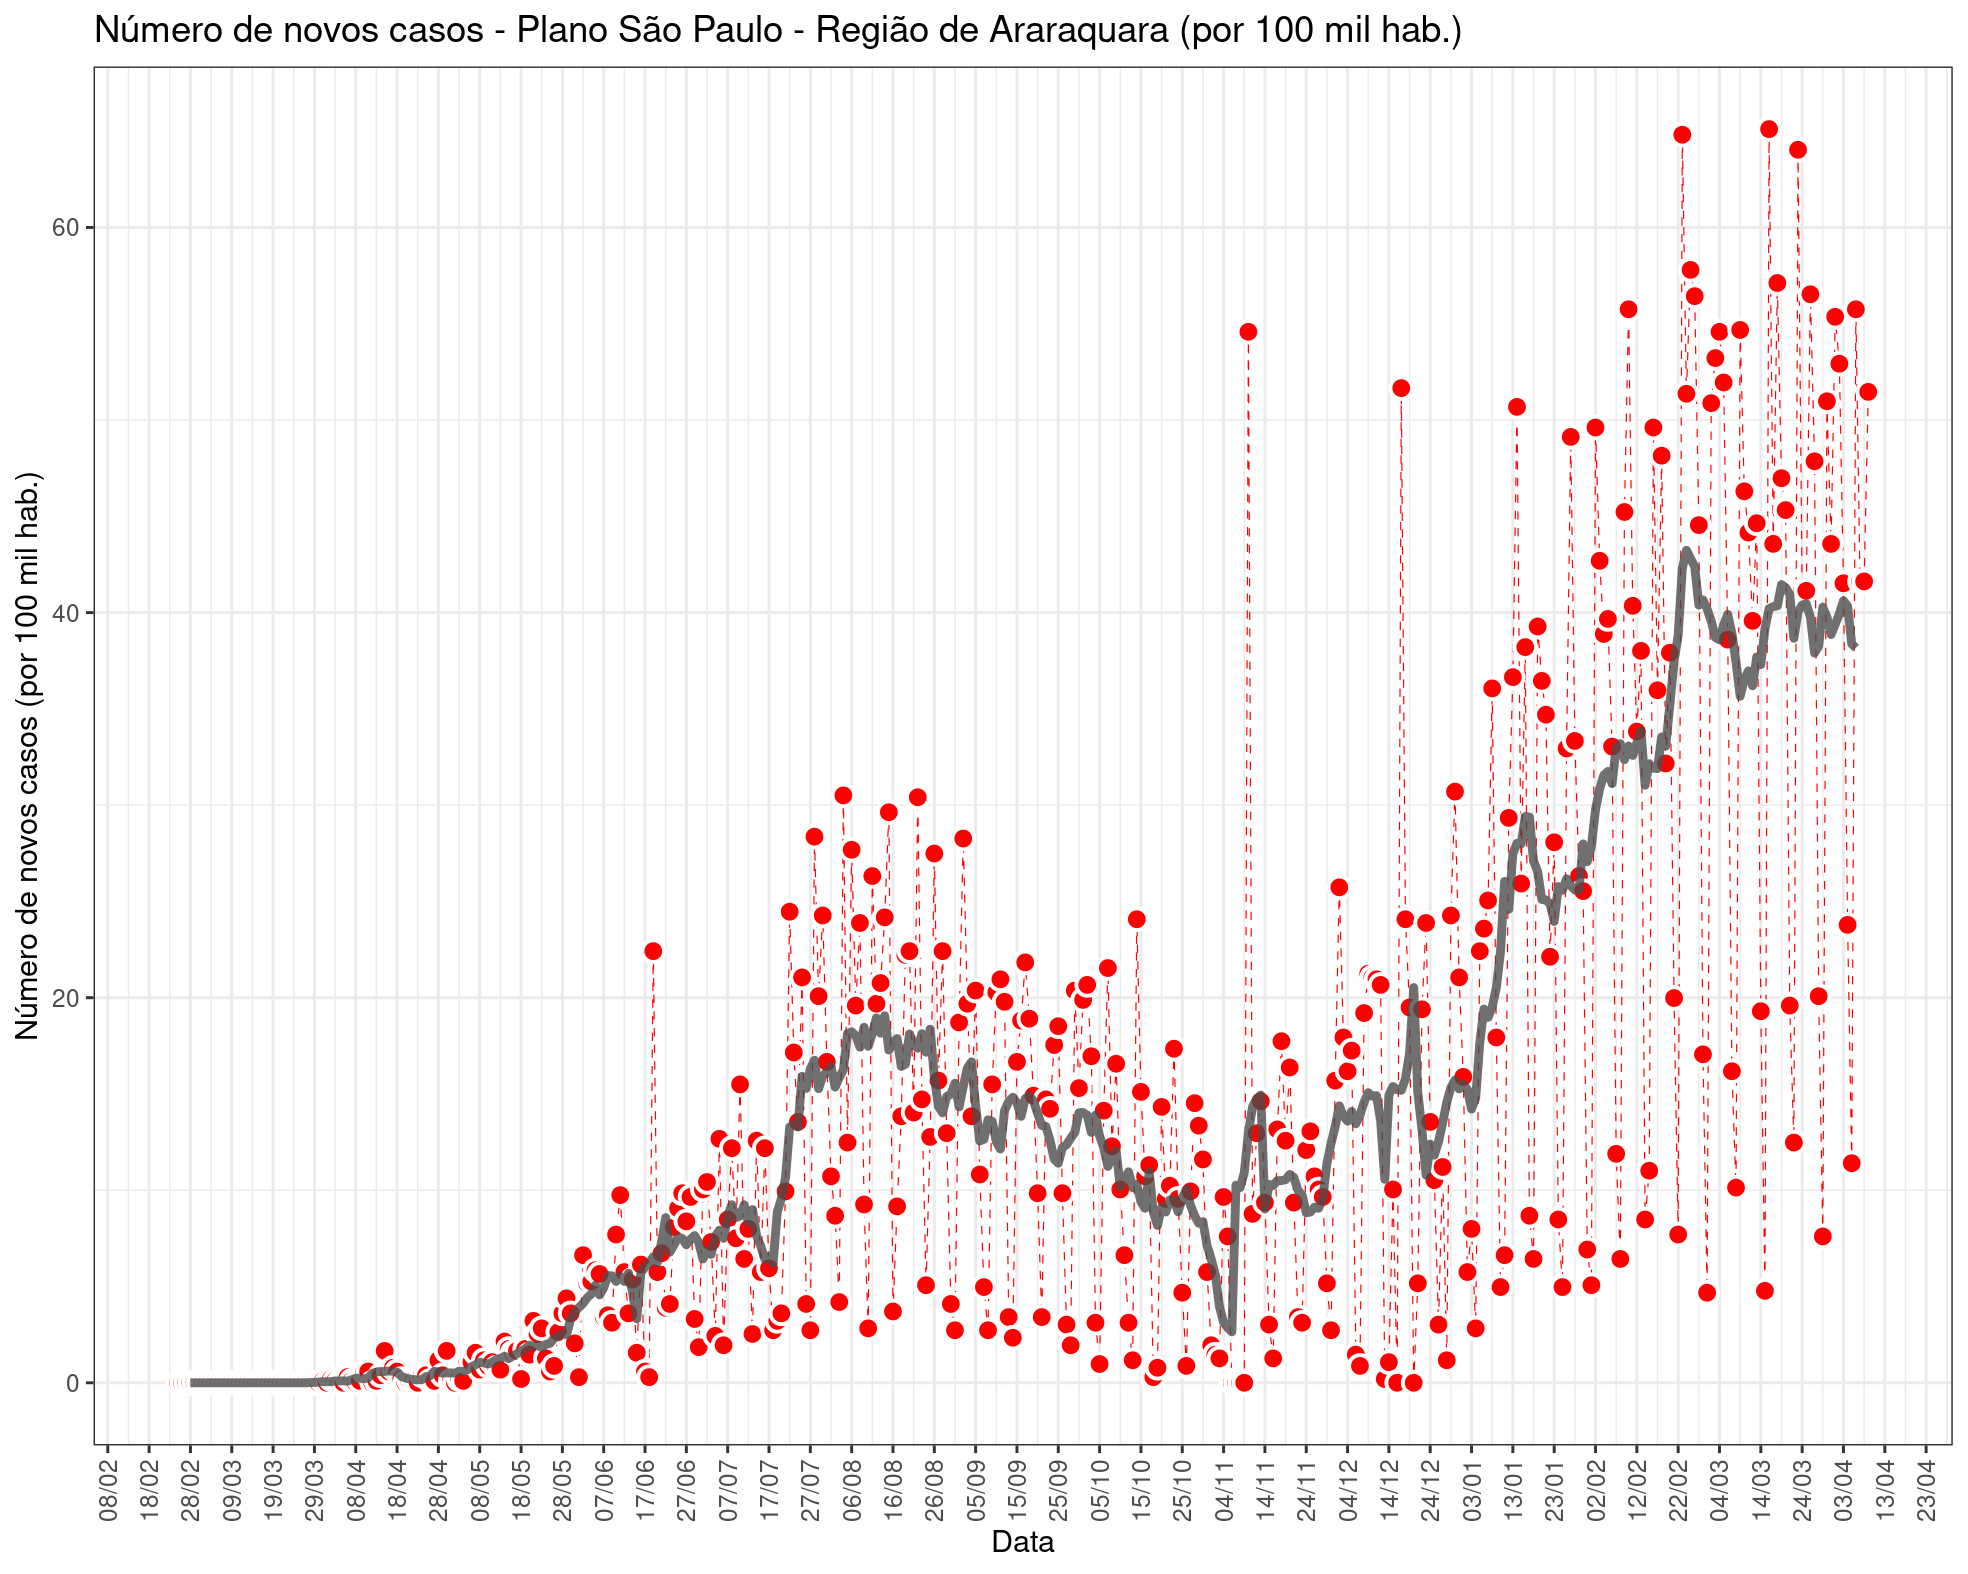 Número de novos casos - Plano São Paulo - Região de Araraquara (por 100 mil hab.)
Número de novos casos (por 100 mil hab.)
60
40
20
0
08/02 18/02 28/02 09/03 19/03 29/03 08/04 18/04 28/04 08/05 18/05 28/05 07/06 17/06 27/06 07/07 17/07 27/07 06/08 16/08 26/08 05/09 15/09 25/09 05/10 15/10 25/10 04/11 14/11 24/11 04/12 14/12 24/12 03/01 13/01 23/01 02/02 12/02 22/02 04/03 14/03 24/03 03/04 13/04 23/04
Data